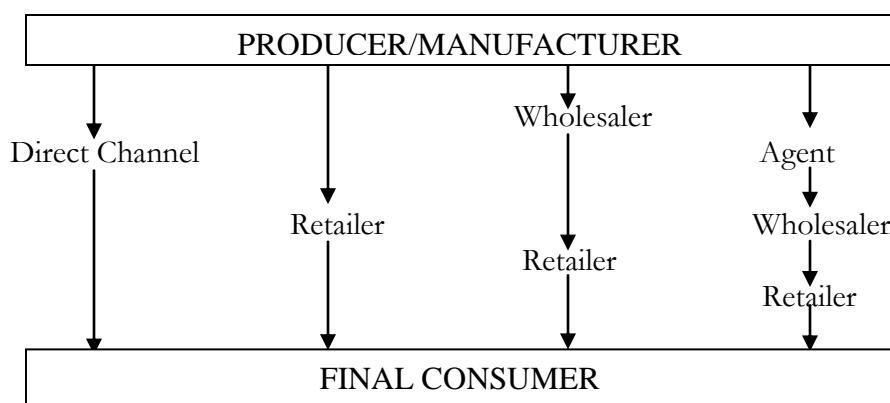 PRODUCER/MANUFACTURER
Direct Channel
Retailer
Wholesaler
Retailer
Agent
Wholesaler
Retailer
FINAL CONSUMER